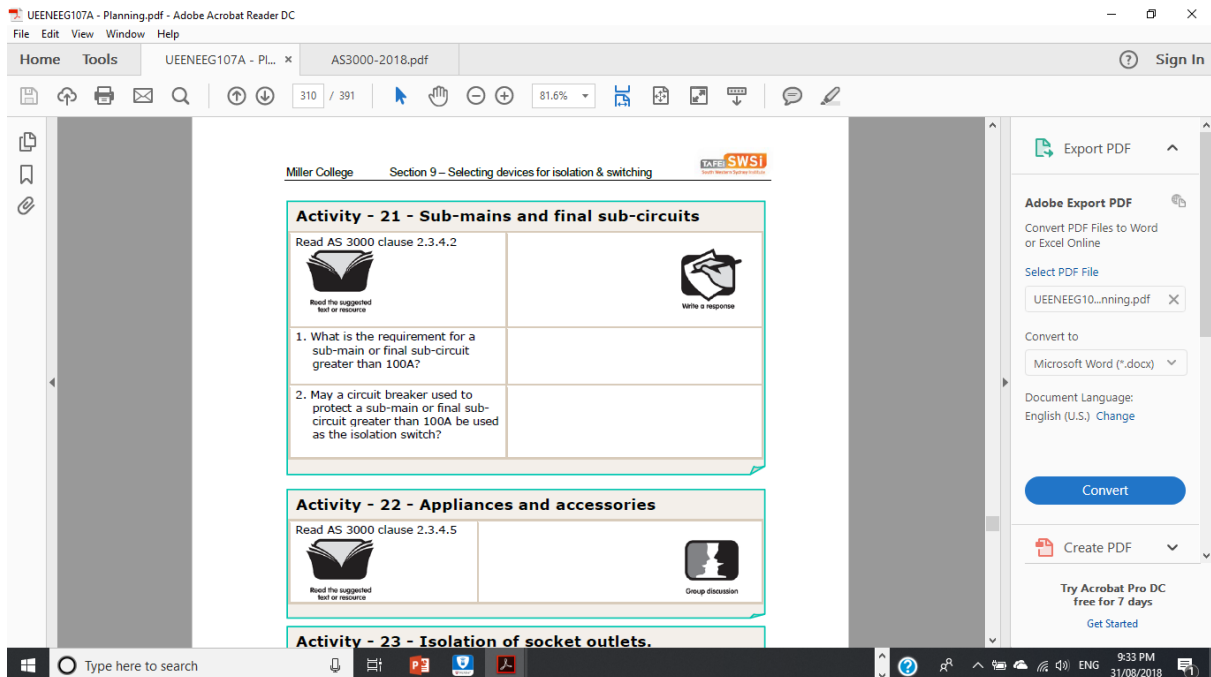 UEENEEG107A - Planning.pdf - Adobe Acrobat Reader DC
File Edit View Window Help
Home Tools UEENEEG107A - Pl... × AS3000-2018.pdf Sign In
310 / 391 81.6%
Miller College Section 9 – Selecting devices for isolation & switching
TAFE SWSi
South Western Sydney Institute
Activity - 21 - Sub-mains and final sub-circuits
Read AS 3000 clause 2.3.4.2
Read the suggested
text or resource
Write a response
1. What is the requirement for a
sub-main or final sub-circuit
greater than 100A?
2. May a circuit breaker used to
protect a sub-main or final sub-
circuit greater than 100A be used
as the isolation switch?
Activity - 22 - Appliances and accessories
Read AS 3000 clause 2.3.4.5
Read the suggested
text or resource
Group discussion
Activity - 23 - Isolation of socket outlets.
Export PDF
Adobe Export PDF
Convert PDF Files to Word
or Excel Online
Select PDF File
UEENEEG10...nning.pdf
Convert to
Microsoft Word (*.docx)
Document Language:
English (U.S.) Change
Convert
Create PDF
Try Acrobat Pro DC
free for 7 days
Get Started
Type here to search
ENG
9:33 PM
31/08/2018